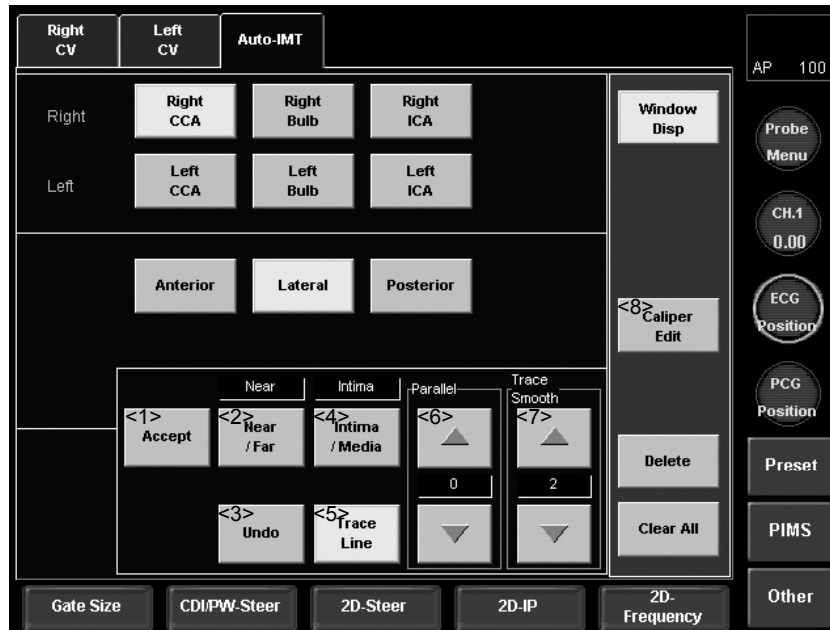 Right
CV
Left
CV
Auto-IMT
AP 100
Right
Right
CCA
Right
Bulb
Right
ICA
Window
Disp
Probe
Menu
Left
Left
CCA
Left
Bulb
Left
ICA
CH.1
0.00
Anterior
Lateral
Posterior
<8>
Caliper
Edit
ECG
Position
PCG
Position
Near
Intima
Parallel
Trace
Smooth
<1>
Accept
<2>
Near
/ Far
<4>
Intima
/ Media
<6>
<7>
0
2
Delete
Preset
<3>
Undo
<5>
Trace
Line
Clear All
PIMS
Gate Size
CDI/PW-Steer
2D-Steer
2D-IP
2D-
Frequency
Other